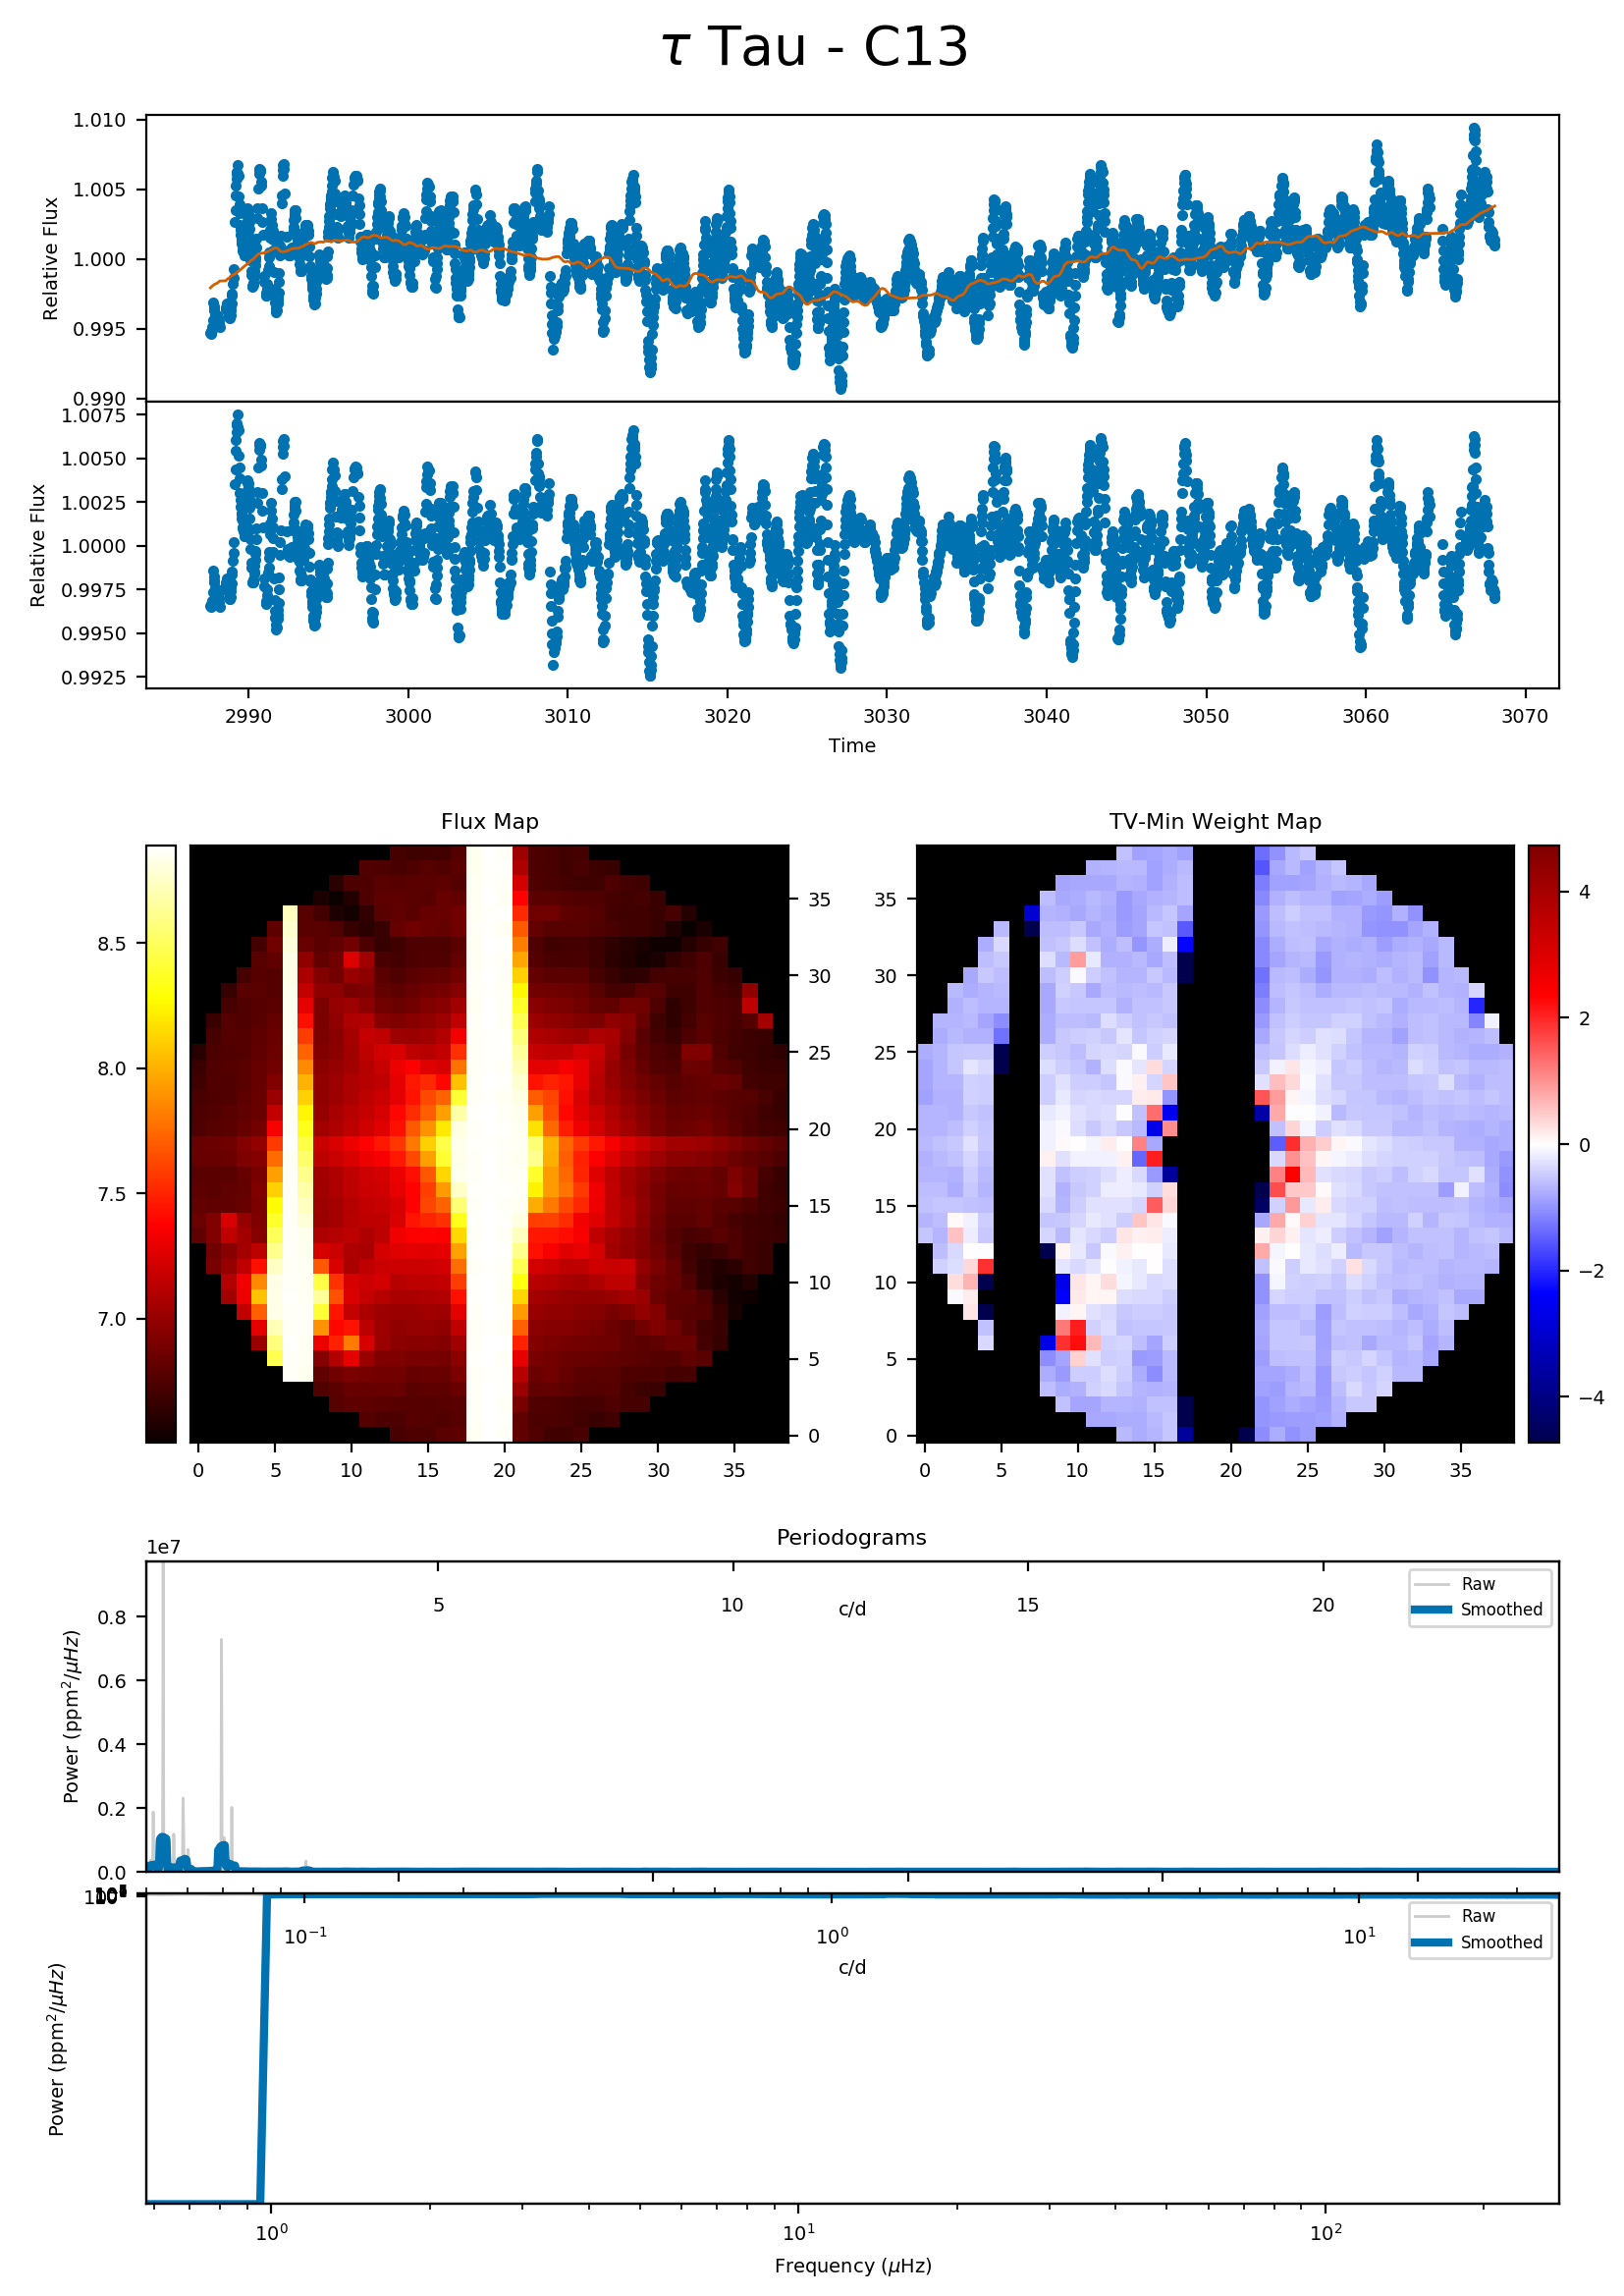 τ Tau - C13
1.010
1.005
1.000
0.995
0.990
Relative Flux
1.0075
1.0050
1.0025
1.0000
0.9975
0.9950
0.9925
Relative Flux
2990 3000 3010 3020 3030 3040 3050 3060 3070
Time
Flux Map
TV-Min Weight Map
8.5
8.0
7.5
7.0
35
30
25
20
15
10
5
0
0 5 10 15 20 25 30 35
35
30
25
20
15
10
5
0
0 5 10 15 20 25 30 35
4
2
0
−2
−4
Periodograms
1e7
0.8
0.6
0.4
0.2
0.0
Power (ppm²/μHz)
5 10 15 20
c/d
Raw
Smoothed
Power (ppm²/μHz)
10⁻¹ 10⁰ 10¹
c/d
Raw
Smoothed
10⁰ 10¹ 10²
Frequency (μHz)